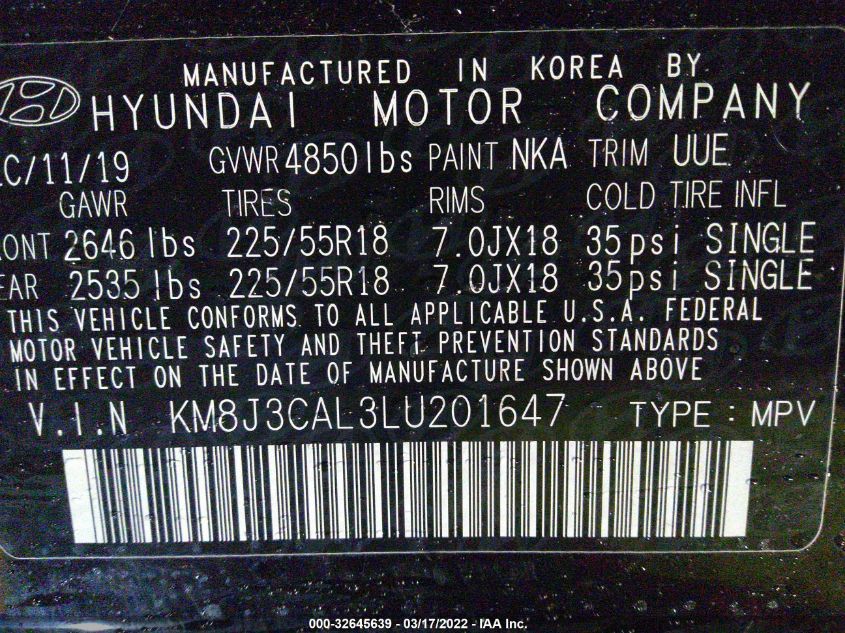 MANUFACTURED IN KOREA BY
HYUNDAI MOTOR COMPANY
C/11/19 GVWR 4850lbs PAINT NKA TRIM UUE
GAWR TIRES RIMS COLD TIRE INFL
ONT 2646 lbs 225/55R18 7.0JX18 35psi SINGLE
EAR 2535 lbs 225/55R18 7.0JX18 35psi SINGLE
THIS VEHICLE CONFORMS TO ALL APPLICABLE U.S.A. FEDERAL
MOTOR VEHICLE SAFETY AND THEFT PREVENTION STANDARDS
IN EFFECT ON THE DATE OF MANUFACTURE SHOWN ABOVE
V.I.N KM8J3CAL3LU201647 TYPE : MPV
000-32645639 - 03/17/2022 - IAA Inc.